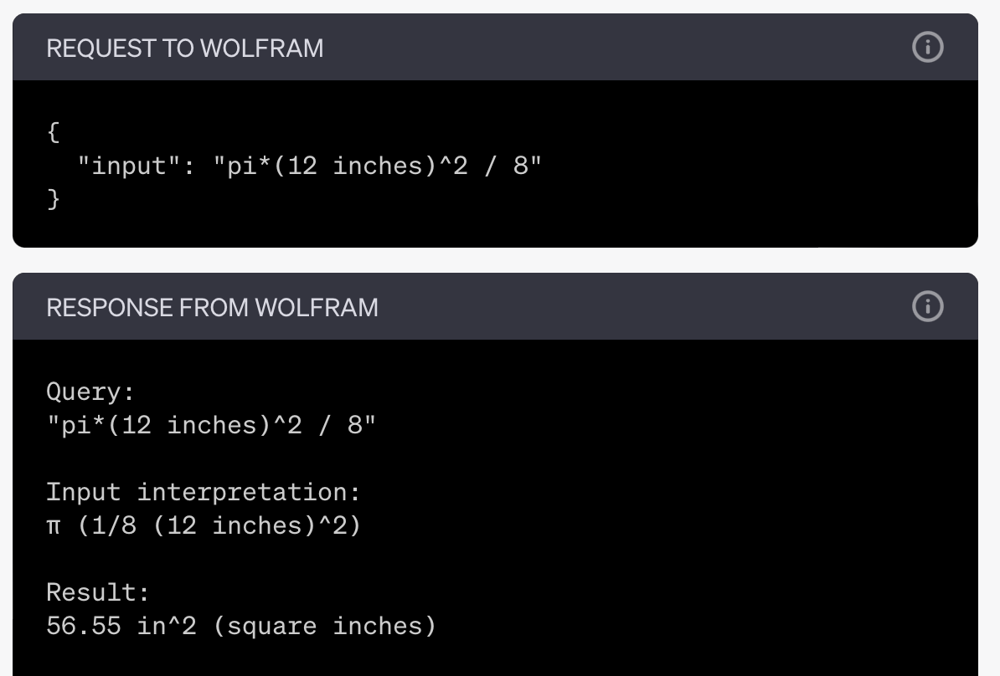 REQUEST TO WOLFRAM
{
"input": "pi*(12 inches)^2 / 8"
}
RESPONSE FROM WOLFRAM
Query:
"pi*(12 inches)^2 / 8"
Input interpretation:
π (1/8 (12 inches)^2)
Result:
56.55 in^2 (square inches)